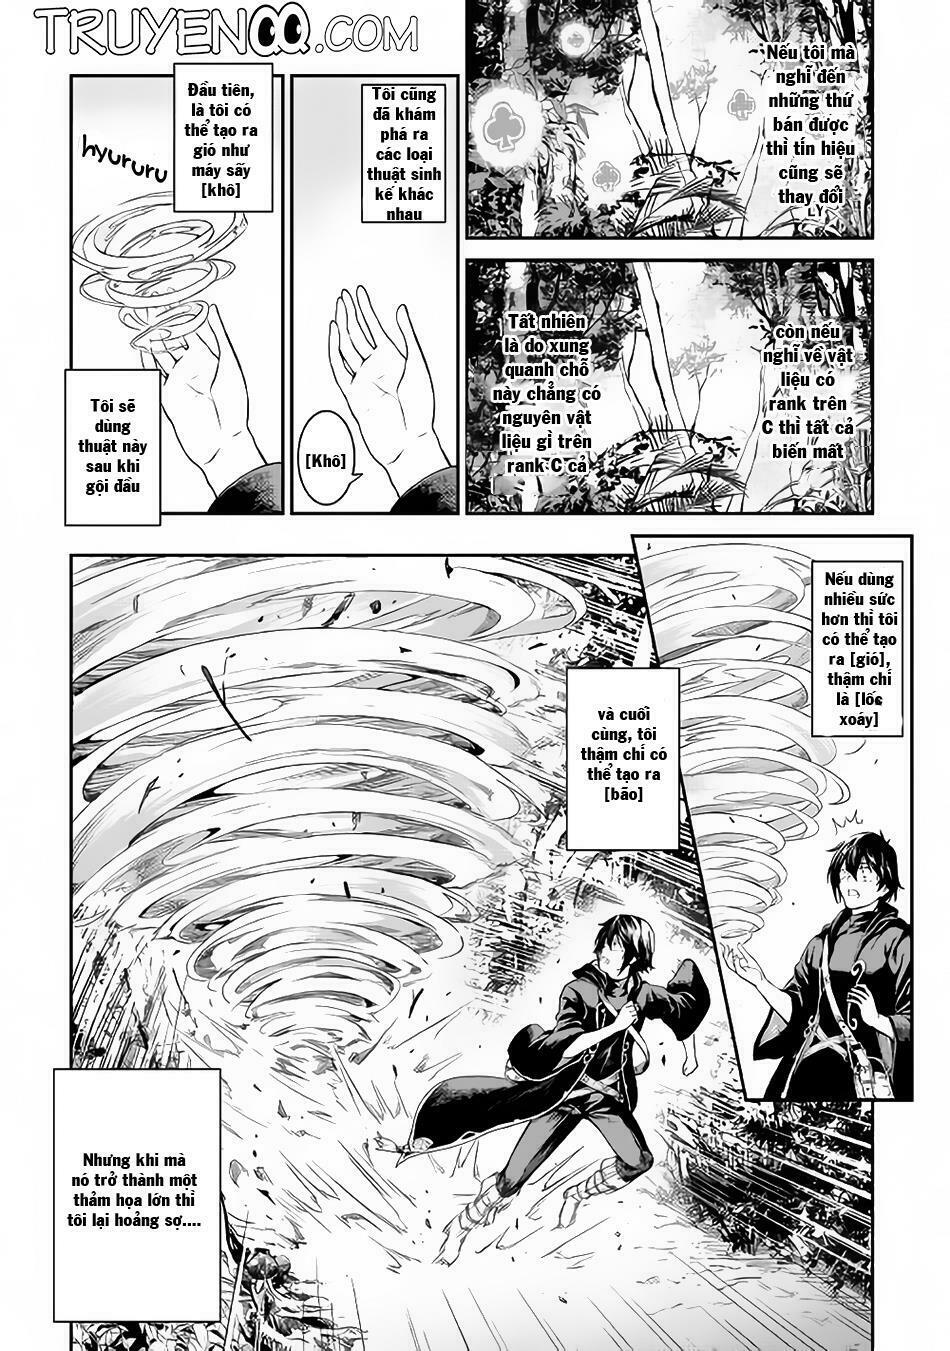 TRUYENQQ.COM
Nếu tôi mà
nghĩ đến
những thứ
bán được
thì tín hiệu
cũng sẽ
thay đổi
còn nếu
nghĩ về vật
liệu có
rank trên
C thì tất cả
biến mất
Tất nhiên
là do xung
quanh chỗ
này chẳng có
nguyên vật
liệu gì trên
rank C cả
Tôi cũng
đã khám
phá ra
các loại
thuật sinh
kế khác
nhau
[Khô]
Đầu tiên,
là tôi có
thể tạo ra
gió như
máy sấy
[khô]
hyururu
Tôi sẽ
dùng
thuật này
sau khi
gội đầu
Nếu dùng
nhiều sức
hơn thì tôi
có thể tạo
ra [gió],
thậm chí
là [lốc
xoáy]
và cuối
cùng, tôi
thậm chí có
thể tạo ra
[bão]
Nhưng khi mà
nó trở thành một
thảm họa lớn thì
tôi lại hoảng sợ....